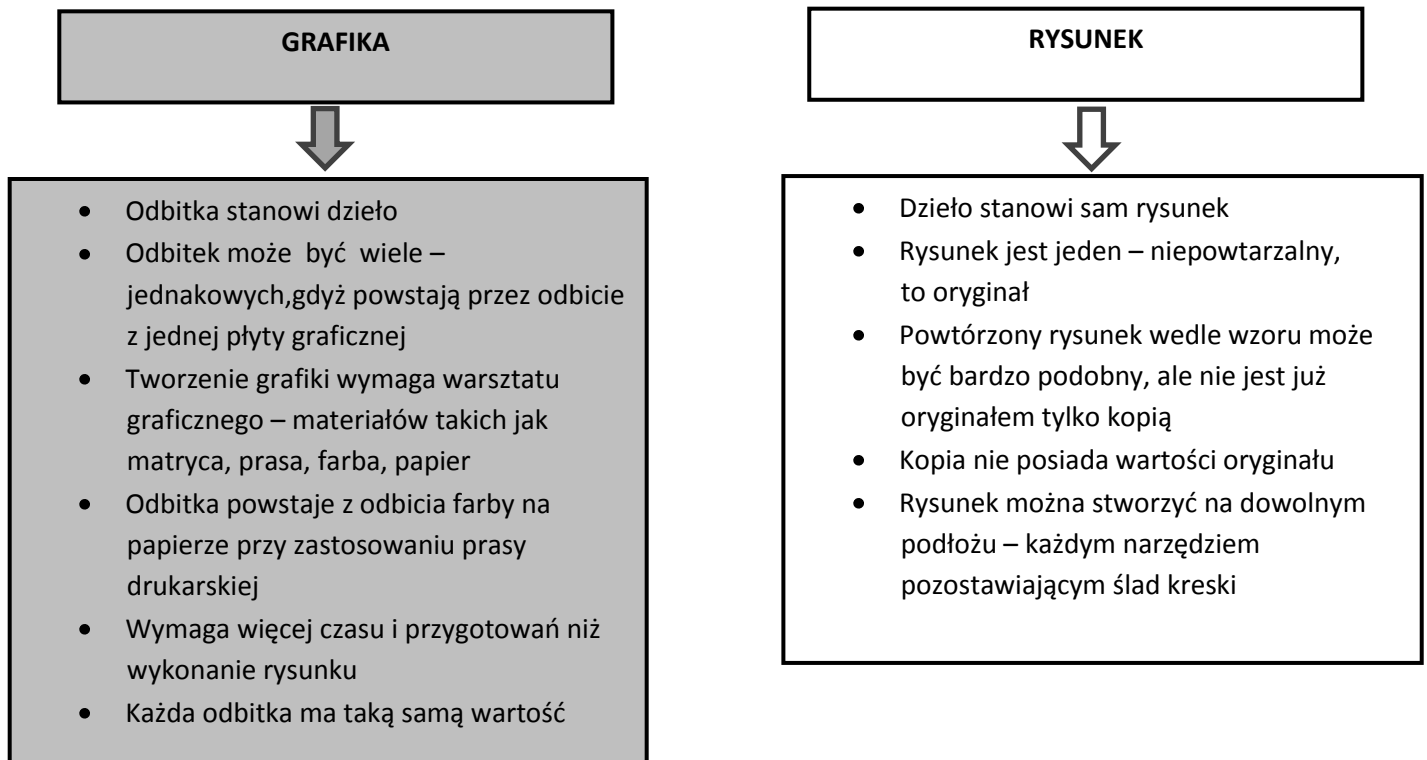 GRAFIKA
• Odbitka stanowi dzieło
• Odbitek może być wiele –
jednakowych,gdyż powstają przez odbicie
z jednej płyty graficznej
• Tworzenie grafiki wymaga warsztatu
graficznego – materiałów takich jak
matryca, prasa, farba, papier
• Odbitka powstaje z odbicia farby na
papierze przy zastosowaniu prasy
drukarskiej
• Wymaga więcej czasu i przygotowań niż
wykonanie rysunku
• Każda odbitka ma taką samą wartość
RYSUNEK
• Dzieło stanowi sam rysunek
• Rysunek jest jeden – niepowtarzalny,
to oryginał
• Powtórzony rysunek wedle wzoru może
być bardzo podobny, ale nie jest już
oryginałem tylko kopią
• Kopia nie posiada wartości oryginału
• Rysunek można stworzyć na dowolnym
podłożu – każdym narzędziem
pozostawiającym ślad kreski